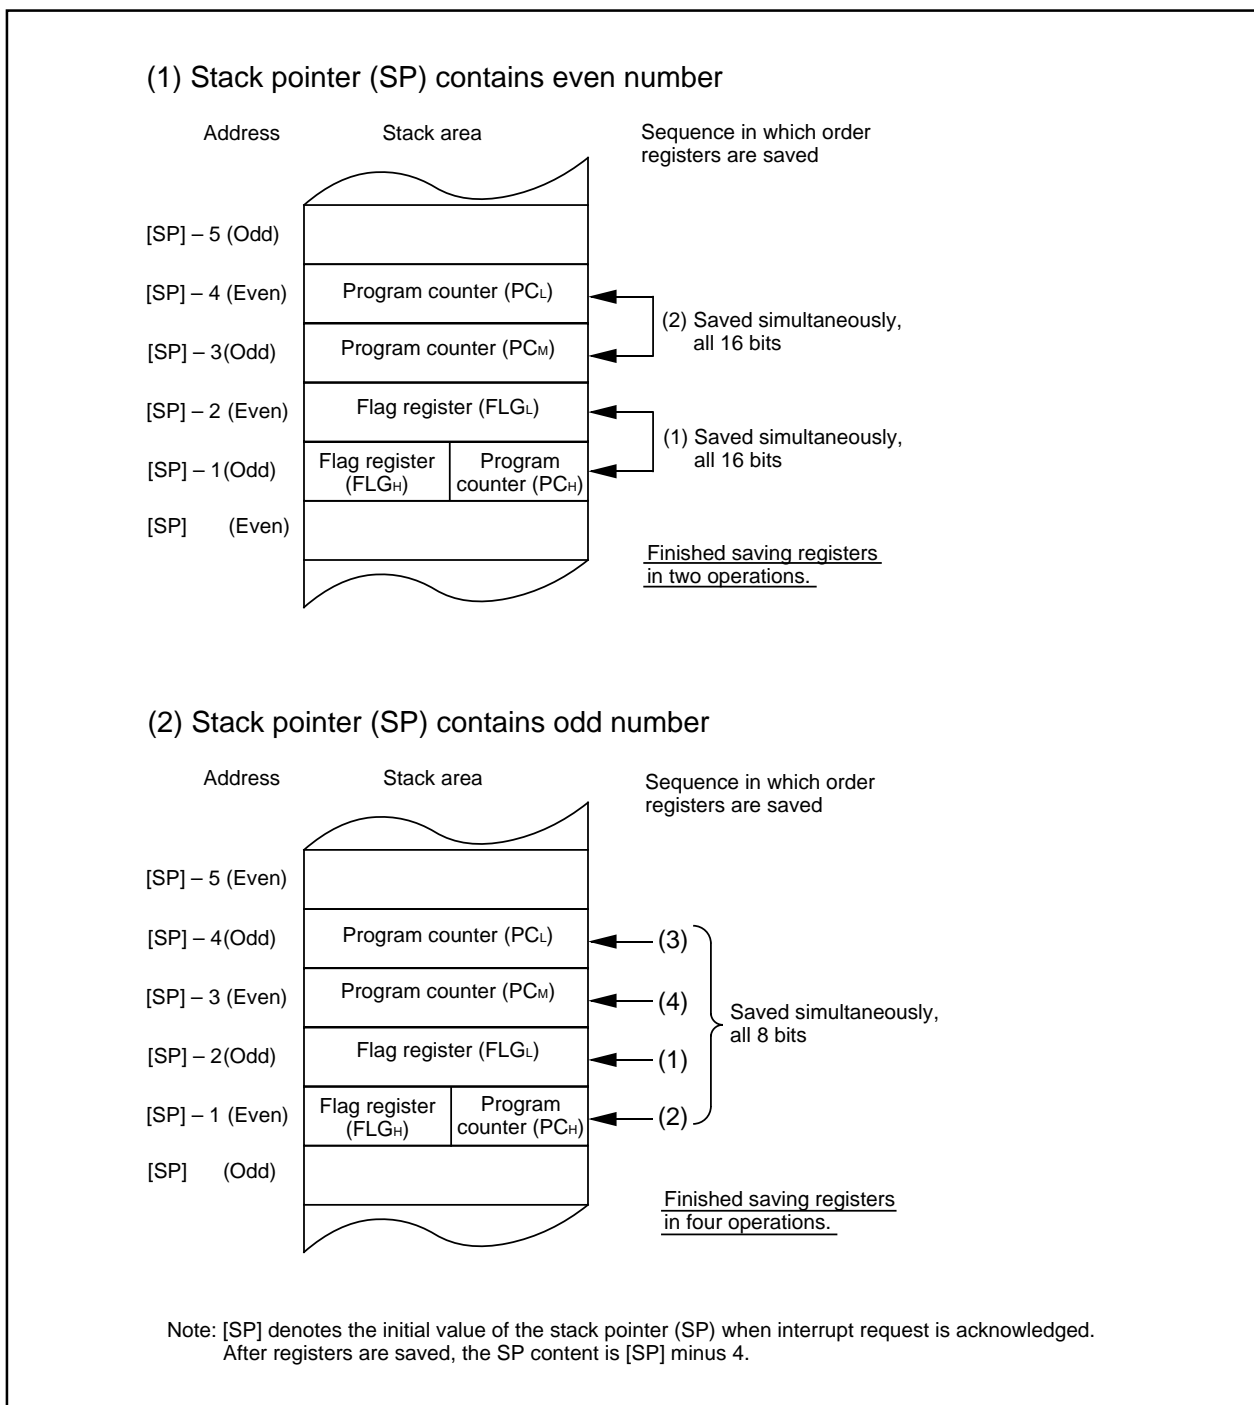 (1) Stack pointer (SP) contains even number
Address
Stack area
Sequence in which order
registers are saved
[SP] – 5 (Odd)
[SP] – 4 (Even)
Program counter (PCL)
(2) Saved simultaneously,
all 16 bits
[SP] – 3(Odd)
Program counter (PCM)
[SP] – 2 (Even)
Flag register (FLGL)
(1) Saved simultaneously,
all 16 bits
[SP] – 1(Odd)
Flag register
(FLGH)
Program
counter (PCH)
[SP] (Even)
Finished saving registers
in two operations.
(2) Stack pointer (SP) contains odd number
Address
Stack area
Sequence in which order
registers are saved
[SP] – 5 (Even)
[SP] – 4(Odd)
Program counter (PCL)
(3)
[SP] – 3 (Even)
Program counter (PCM)
(4)
Saved simultaneously,
all 8 bits
[SP] – 2(Odd)
Flag register (FLGL)
(1)
[SP] – 1 (Even)
Flag register
(FLGH)
Program
counter (PCH)
(2)
[SP] (Odd)
Finished saving registers
in four operations.
Note: [SP] denotes the initial value of the stack pointer (SP) when interrupt request is acknowledged.
After registers are saved, the SP content is [SP] minus 4.